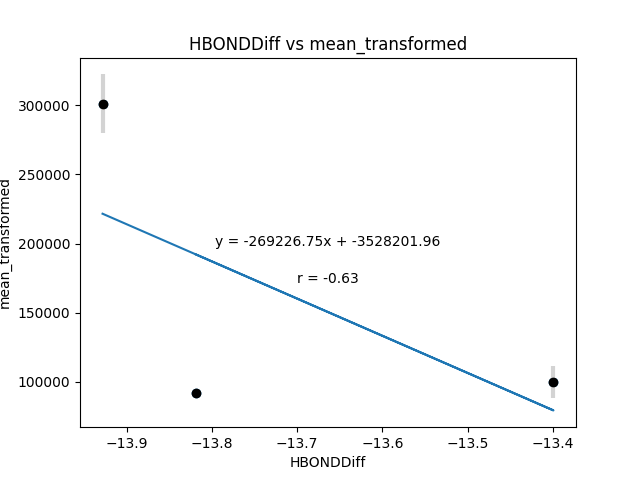 HBONDDiff vs mean_transformed
300000
250000
200000
150000
100000
mean_transformed
y = -269226.75x + -3528201.96
r = -0.63
−13.9
−13.8
−13.7
−13.6
−13.5
−13.4
HBONDDiff